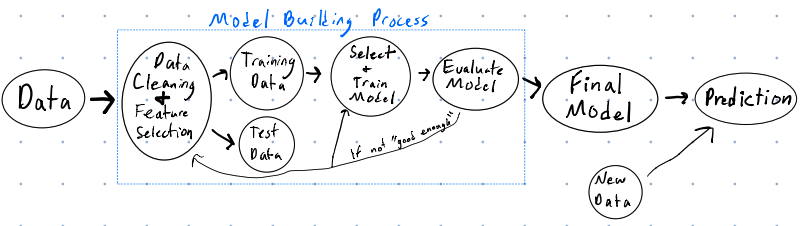 Model Building Process
Data
Data
Cleaning
+
Feature
Selection
Training
Data
Test
Data
Select
+
Train
Model
Evaluate
Model
If not "good enough"
Final
Model
Prediction
New
Data